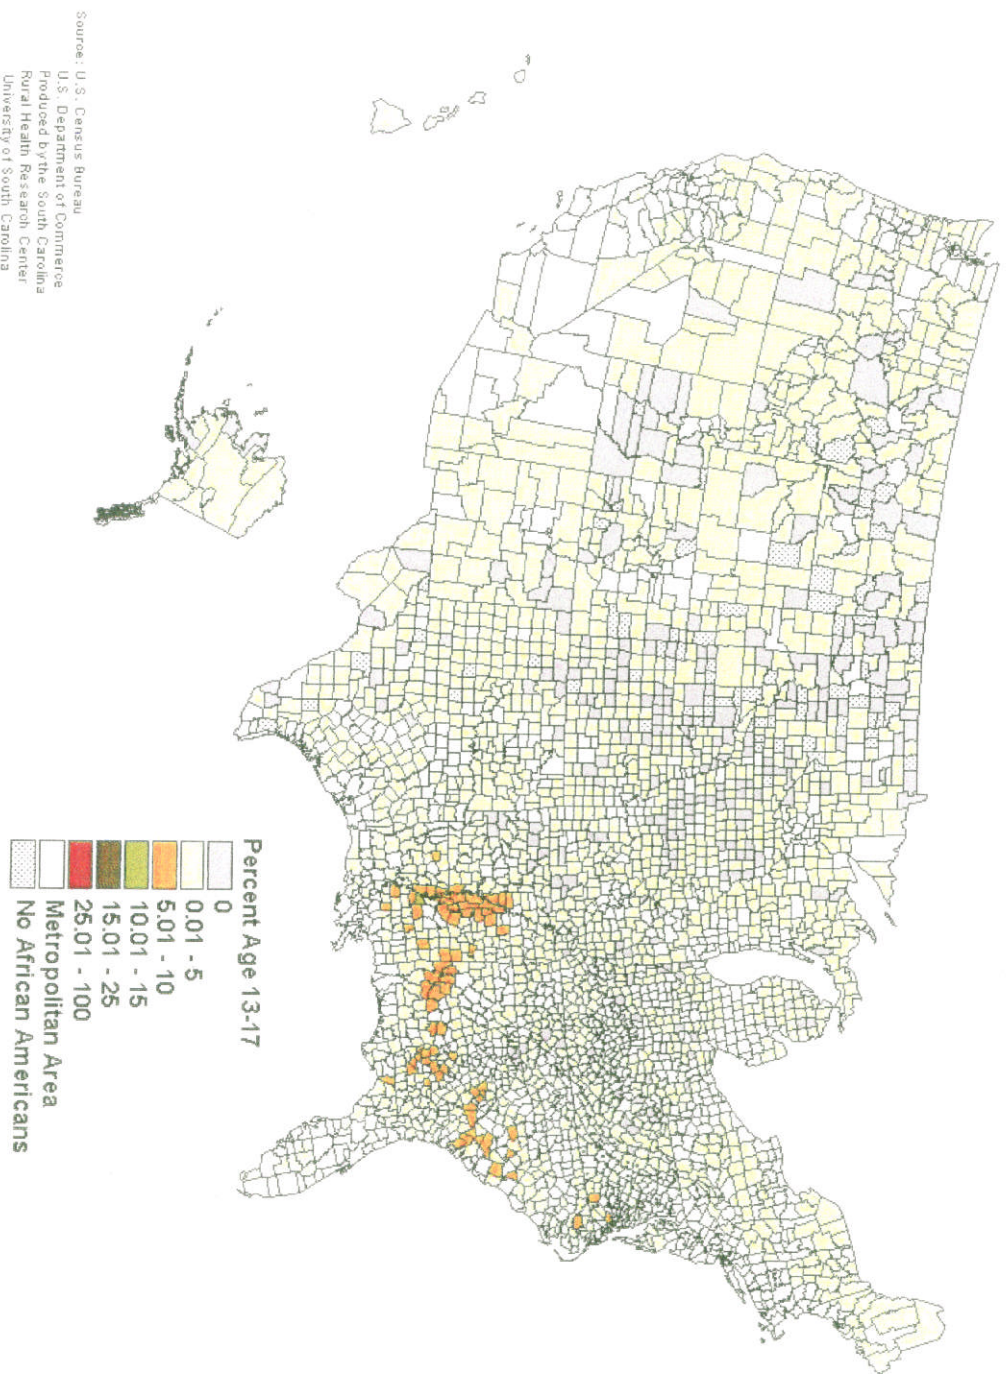 Percent Age 13-17
0
0.01 - 5
5.01 - 10
10.01 - 15
15.01 - 25
25.01 - 100
Metropolitan Area
No African Americans
Source: U.S. Census Bureau
U.S. Department of Commerce
Produced by the South Carolina
Rural Health Research Center
University of South Carolina